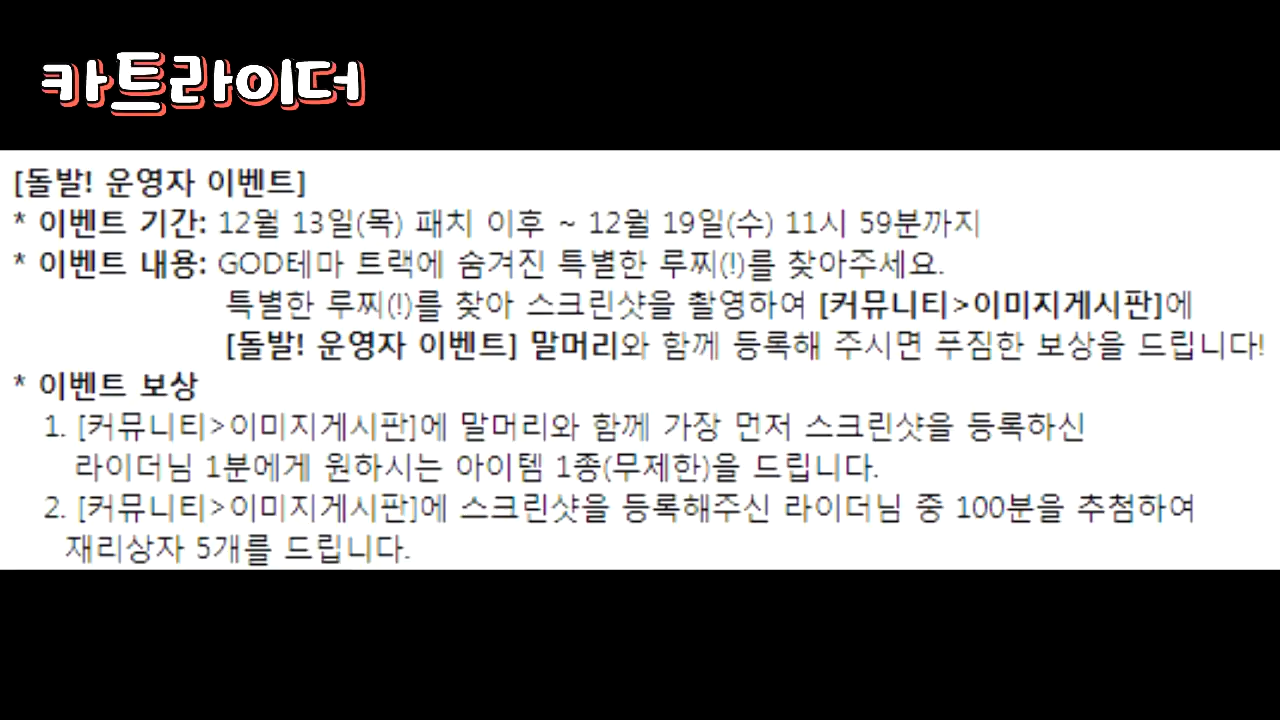 카트라이더
[돌발! 운영자 이벤트]
* 이벤트 기간: 12월 13일(목) 패치 이후 ~ 12월 19일(수) 11시 59분까지
* 이벤트 내용: GOD테마 트랙에 숨겨진 특별한 루찌(!)를 찾아주세요.
특별한 루찌(!)를 찾아 스크린샷을 촬영하여 [커뮤니티>이미지게시판]에
[돌발! 운영자 이벤트] 말머리와 함께 등록해 주시면 푸짐한 보상을 드립니다!
* 이벤트 보상
1. [커뮤니티>이미지게시판]에 말머리와 함께 가장 먼저 스크린샷을 등록하신
라이더님 1분에게 원하시는 아이템 1종(무제한)을 드립니다.
2. [커뮤니티>이미지게시판]에 스크린샷을 등록해주신 라이더님 중 100분을 추첨하여
재리상자 5개를 드립니다.